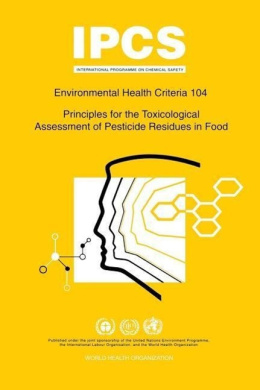 IPCS
INTERNATIONAL PROGRAMME ON CHEMICAL SAFETY
Environmental Health Criteria 104
Principles for the Toxicological
Assessment of Pesticide Residues in Food
Published under the joint sponsorship of the United Nations Environment Programme,
the International Labour Organisation, and the World Health Organization
WORLD HEALTH ORGANIZATION